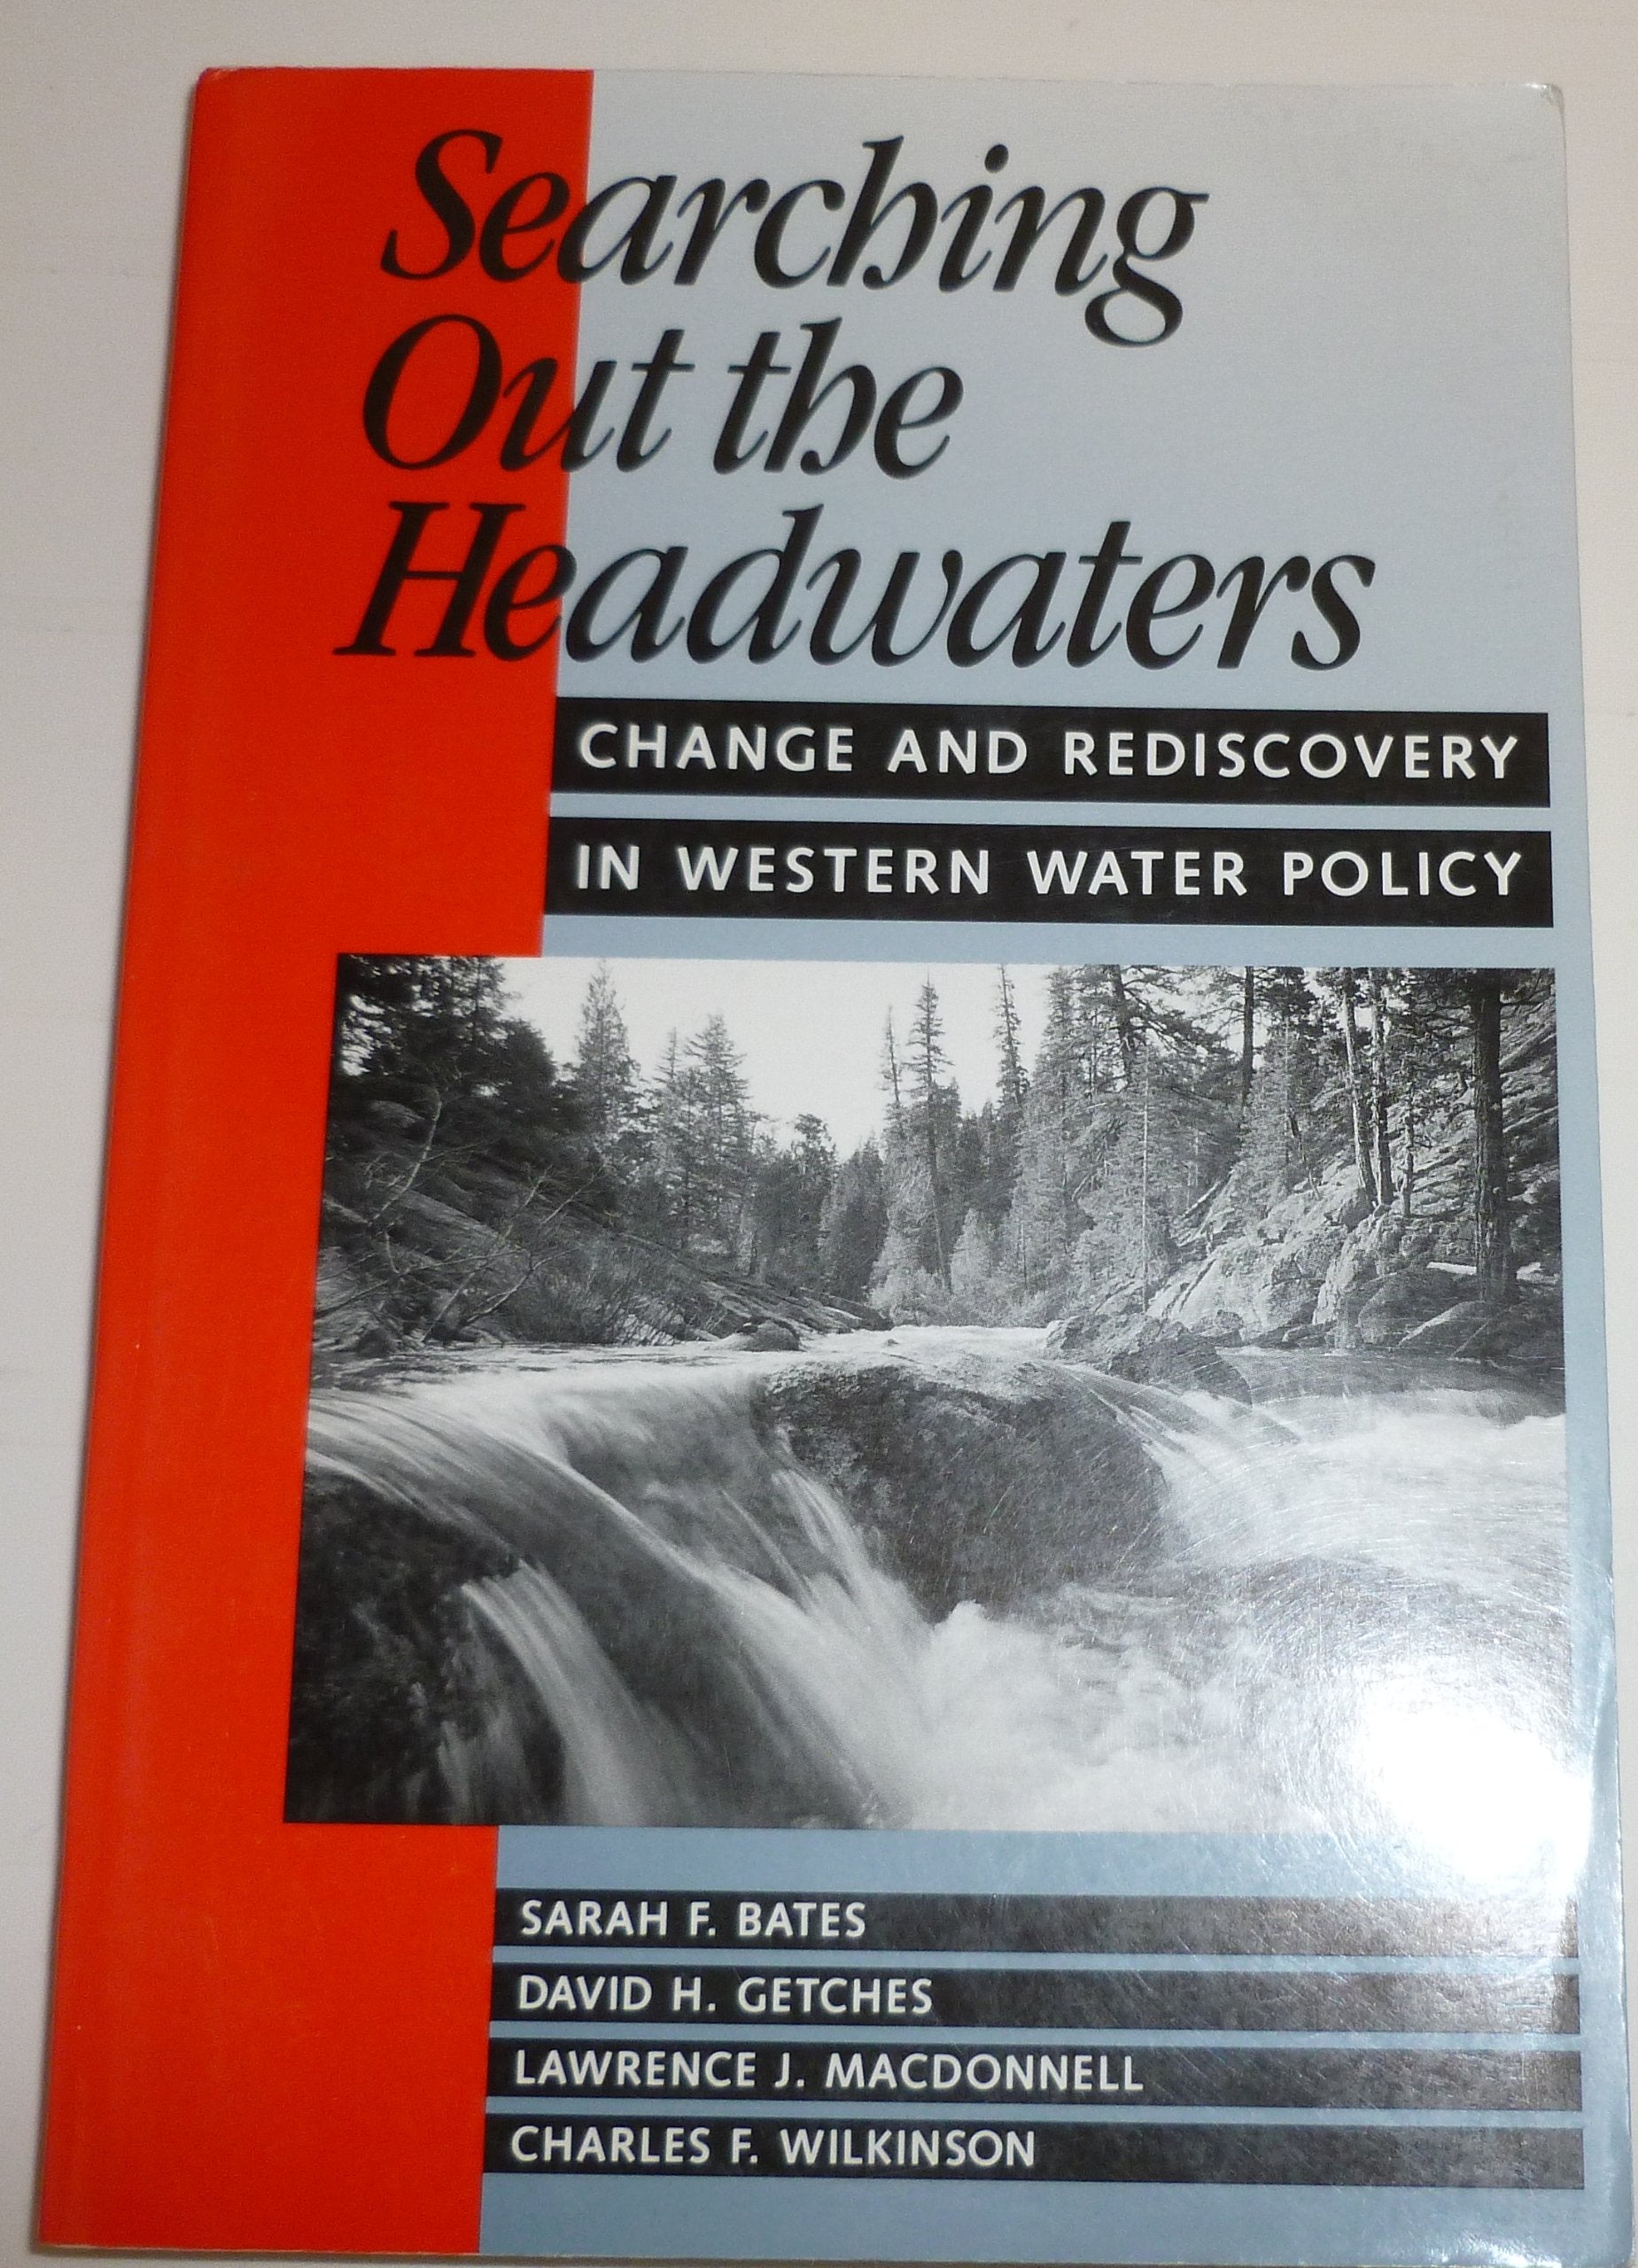 Searching
Out the
Headwaters
CHANGE AND REDISCOVERY
IN WESTERN WATER POLICY
SARAH F. BATES
DAVID H. GETCHES
LAWRENCE J. MACDONNELL
CHARLES F. WILKINSON